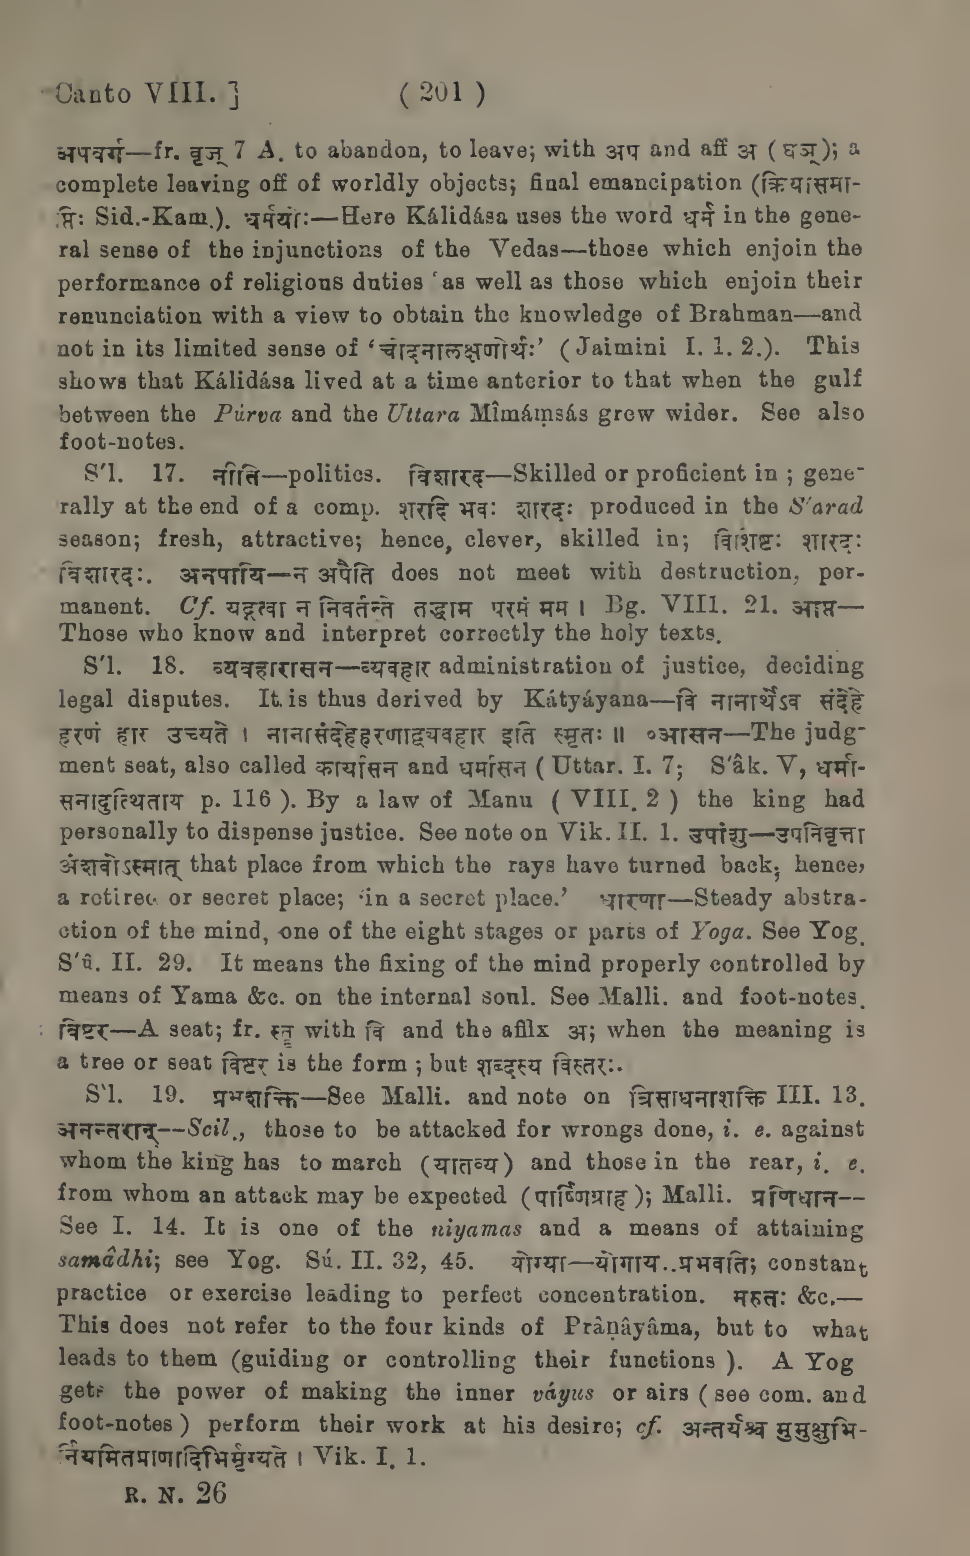 Canto VIII. ] ( 201 )
अपवर्ग—fr. वृज् 7 A. to abandon, to leave; with अप and aff अ ( घञ् ); a
complete leaving off of worldly objects; final emancipation (क्रियासमा-
प्तिः Sid.-Kam.). धर्मयोः—Here Kálidása uses the word धर्म in the gene-
ral sense of the injunctions of the Vedas—those which enjoin the
performance of religious duties as well as those which enjoin their
renunciation with a view to obtain the knowledge of Brahman—and
not in its limited sense of ‘चोदनालक्षणोर्थः’ ( Jaimini I. 1. 2.). This
shows that Kálidása lived at a time anterior to that when the gulf
between the Púrva and the Uttara Mîmáṃsás grew wider. See also
foot-notes.
S'l. 17. नीति—politics. विशारद—Skilled or proficient in ; gene-
rally at the end of a comp. शरदि भवः शारदः produced in the S'arad
season; fresh, attractive; hence, clever, skilled in; विशिष्टः शारदः
विशारदः. अनपायि—न अपैति does not meet with destruction, per-
manent. Cf. यद्गत्वा न निवर्तन्ते तद्धाम परमं मम । Bg. VIII. 21. आप्त—
Those who know and interpret correctly the holy texts.
S'l. 18. व्यवहारासन—व्यवहार administration of justice, deciding
legal disputes. It is thus derived by Kátyáyana—वि नानार्थेऽव संदेहे
हरणं हार उच्यते । नानासंदेहहरणाद्व्यवहार इति स्मृतः ॥ ०आसन—The judg-
ment seat, also called कार्यासन and धर्मासन ( Uttar. I. 7; S'âk. V, धर्मा-
सनादुत्थिताय p. 116 ). By a law of Manu ( VIII. 2 ) the king had
personally to dispense justice. See note on Vik. II. 1. उपांशु—उपनिवृत्ता
अंशवोऽस्मात् that place from which the rays have turned back; hence,
a retired or secret place; ‘in a secret place.’ धारणा—Steady abstra-
ction of the mind, one of the eight stages or parts of Yoga. See Yog.
S'û. II. 29. It means the fixing of the mind properly controlled by
means of Yama &c. on the internal soul. See Malli. and foot-notes.
विष्टर—A seat; fr. स्तृ with वि and the affix अ; when the meaning is
a tree or seat विष्टर is the form ; but शब्दस्य विस्तरः.
S'l. 19. प्रभुशक्ति—See Malli. and note on त्रिसाधनाशक्ति III. 13.
अनन्तरान्--Scil., those to be attacked for wrongs done, i. e. against
whom the king has to march (यातव्य) and those in the rear, i. e.
from whom an attack may be expected (पार्ष्णिग्राह ); Malli. प्रणिधान--
See I. 14. It is one of the niyamas and a means of attaining
samâdhi; see Yog. Sú. II. 32, 45. योग्या—योगाय..प्रभवति; constant
practice or exercise leading to perfect concentration. मरुतः &c.—
This does not refer to the four kinds of Prâṇâyâma, but to what
leads to them (guiding or controlling their functions ). A Yog
gets the power of making the inner váyus or airs ( see com. and
foot-notes ) perform their work at his desire; cf. अन्तर्यश्च मुमुक्षुभि-
र्नियमितप्राणादिभिर्मृग्यते । Vik. I. 1.
R. N. 26